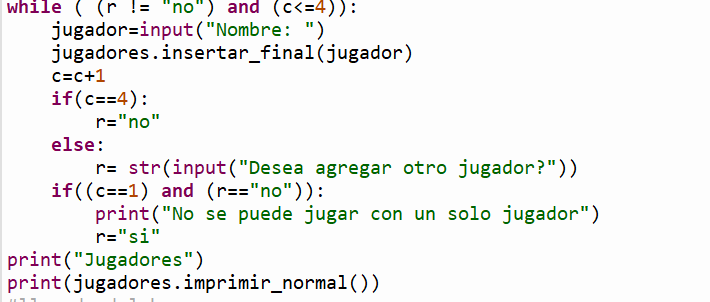 while ( (r != "no") and (c<=4)):
    jugador=input("Nombre: ")
    jugadores.insertar_final(jugador)
    c=c+1
    if(c==4):
        r="no"
    else:
        r= str(input("Desea agregar otro jugador?"))
    if((c==1) and (r=="no")):
        print("No se puede jugar con un solo jugador")
        r="si"
print("Jugadores")
print(jugadores.imprimir_normal())